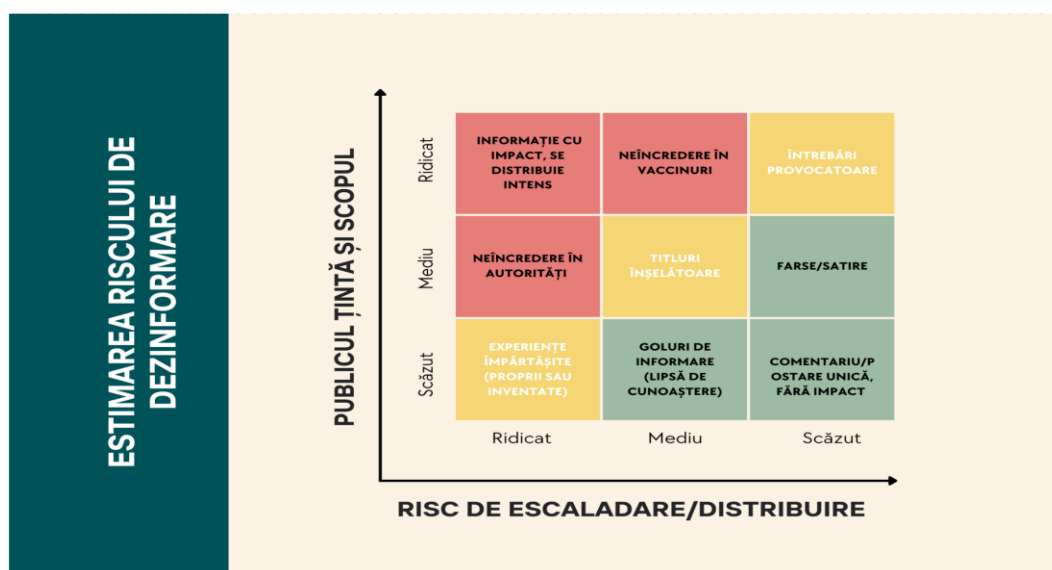 ESTIMAREA RISCULUI DE
DEZINFORMARE
PUBLICUL ȚINTĂ ȘI SCOPUL
Ridicat
INFORMAȚIE CU
IMPACT, SE
DISTRIBUIE
INTENS
NEÎNCREDERE ÎN
VACCINURI
ÎNTREBĂRI
PROVOCATOARE
Mediu
NEÎNCREDERE ÎN
AUTORITĂȚI
TITLURI
ÎNȘELĂTOARE
FARSE/SATIRE
Scăzut
EXPERIENȚE
ÎMPĂRTĂȘITE
(PROPRII SAU
INVENTATE)
GOLURI DE
INFORMARE
(LIPSĂ DE
CUNOAȘTERE)
COMENTARIU/P
OSTARE UNICĂ,
FĂRĂ IMPACT
Ridicat
Mediu
Scăzut
RISC DE ESCALADARE/DISTRIBUIRE